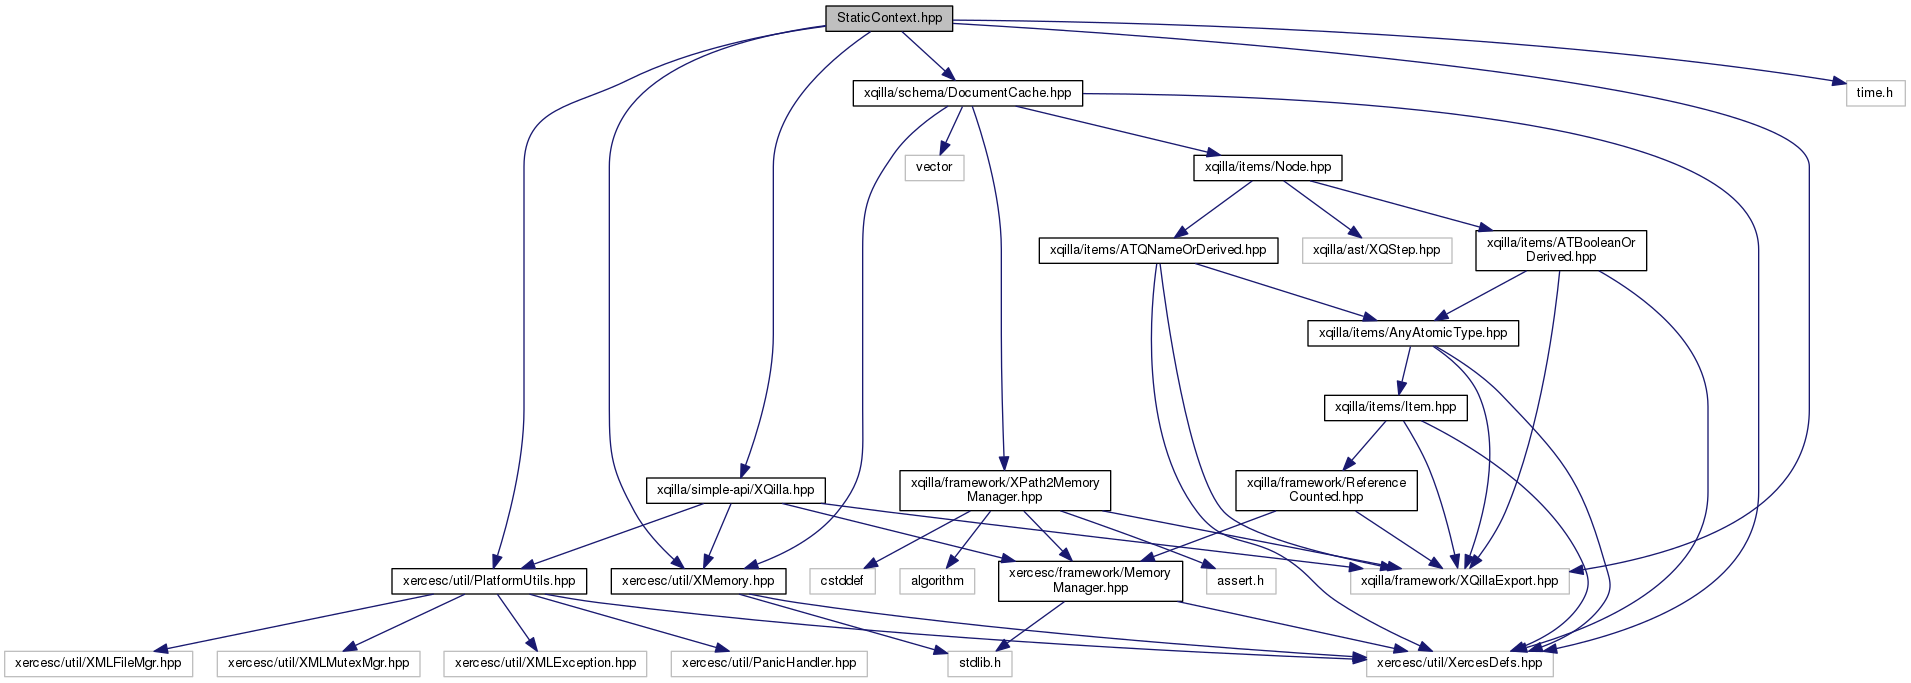 StaticContext.hpp
xqilla/schema/DocumentCache.hpp
time.h
vector
xqilla/items/Node.hpp
xqilla/items/ATQNameOrDerived.hpp
xqilla/ast/XQStep.hpp
xqilla/items/ATBooleanOr
Derived.hpp
xqilla/items/AnyAtomicType.hpp
xqilla/items/Item.hpp
xqilla/simple-api/XQilla.hpp
xqilla/framework/XPath2Memory
Manager.hpp
xqilla/framework/Reference
Counted.hpp
xercesc/util/PlatformUtils.hpp
xercesc/util/XMemory.hpp
cstddef
algorithm
xercesc/framework/Memory
Manager.hpp
assert.h
xqilla/framework/XQillaExport.hpp
xercesc/util/XMLFileMgr.hpp
xercesc/util/XMLMutexMgr.hpp
xercesc/util/XMLException.hpp
xercesc/util/PanicHandler.hpp
stdlib.h
xercesc/util/XercesDefs.hpp